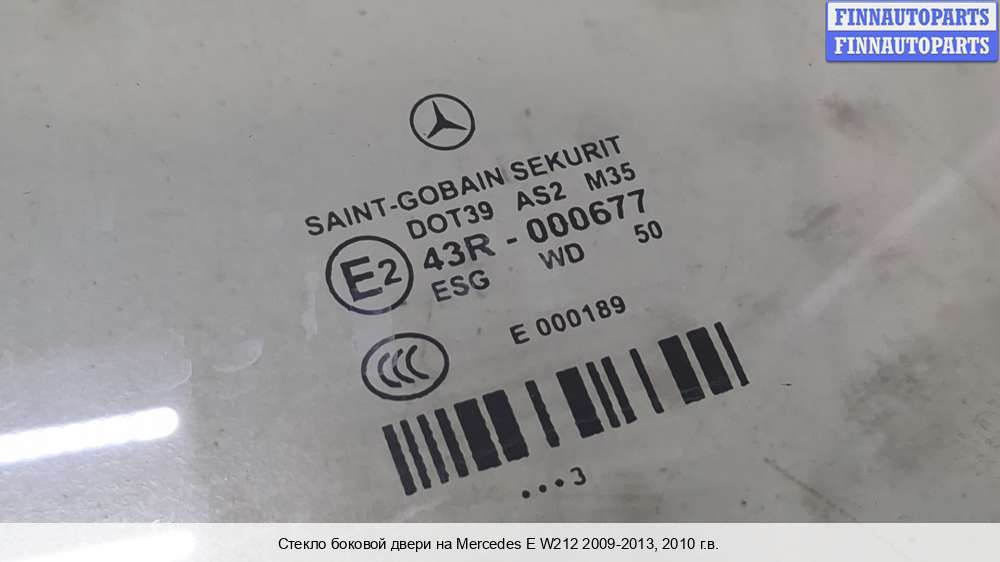 FINNAUTOPARTS
FINNAUTOPARTS
SAINT-GOBAIN SEKURIT
DOT39 AS2 M35
E2 43R - 000677
ESG WD 50
E 000189
CCC
...3
Стекло боковой двери на Mercedes E W212 2009-2013, 2010 г.в.